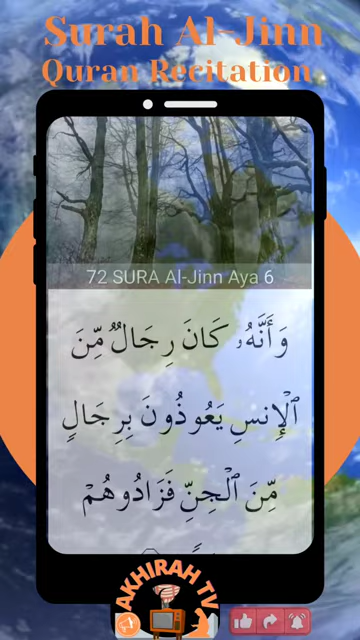 Surah Al-Jinn
Quran Recitation
72 SURA Al-Jinn Aya 6
وَأَنَّهُۥ كَانَ رِجَالٌ مِّنَ
ٱلْإِنسِ يَعُوذُونَ بِرِجَالٍ
مِّنَ ٱلْجِنِّ فَزَادُوهُمْ
AKHIRAH TV